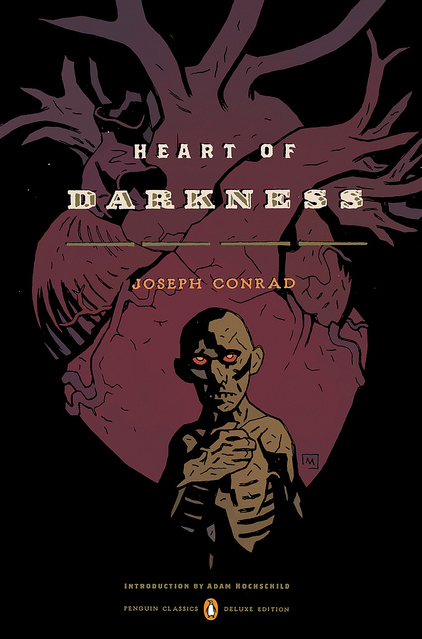 HEART OF
DARKNESS
JOSEPH CONRAD
M
INTRODUCTION BY ADAM HOCHSCHILD
PENGUIN CLASSICS DELUXE EDITION